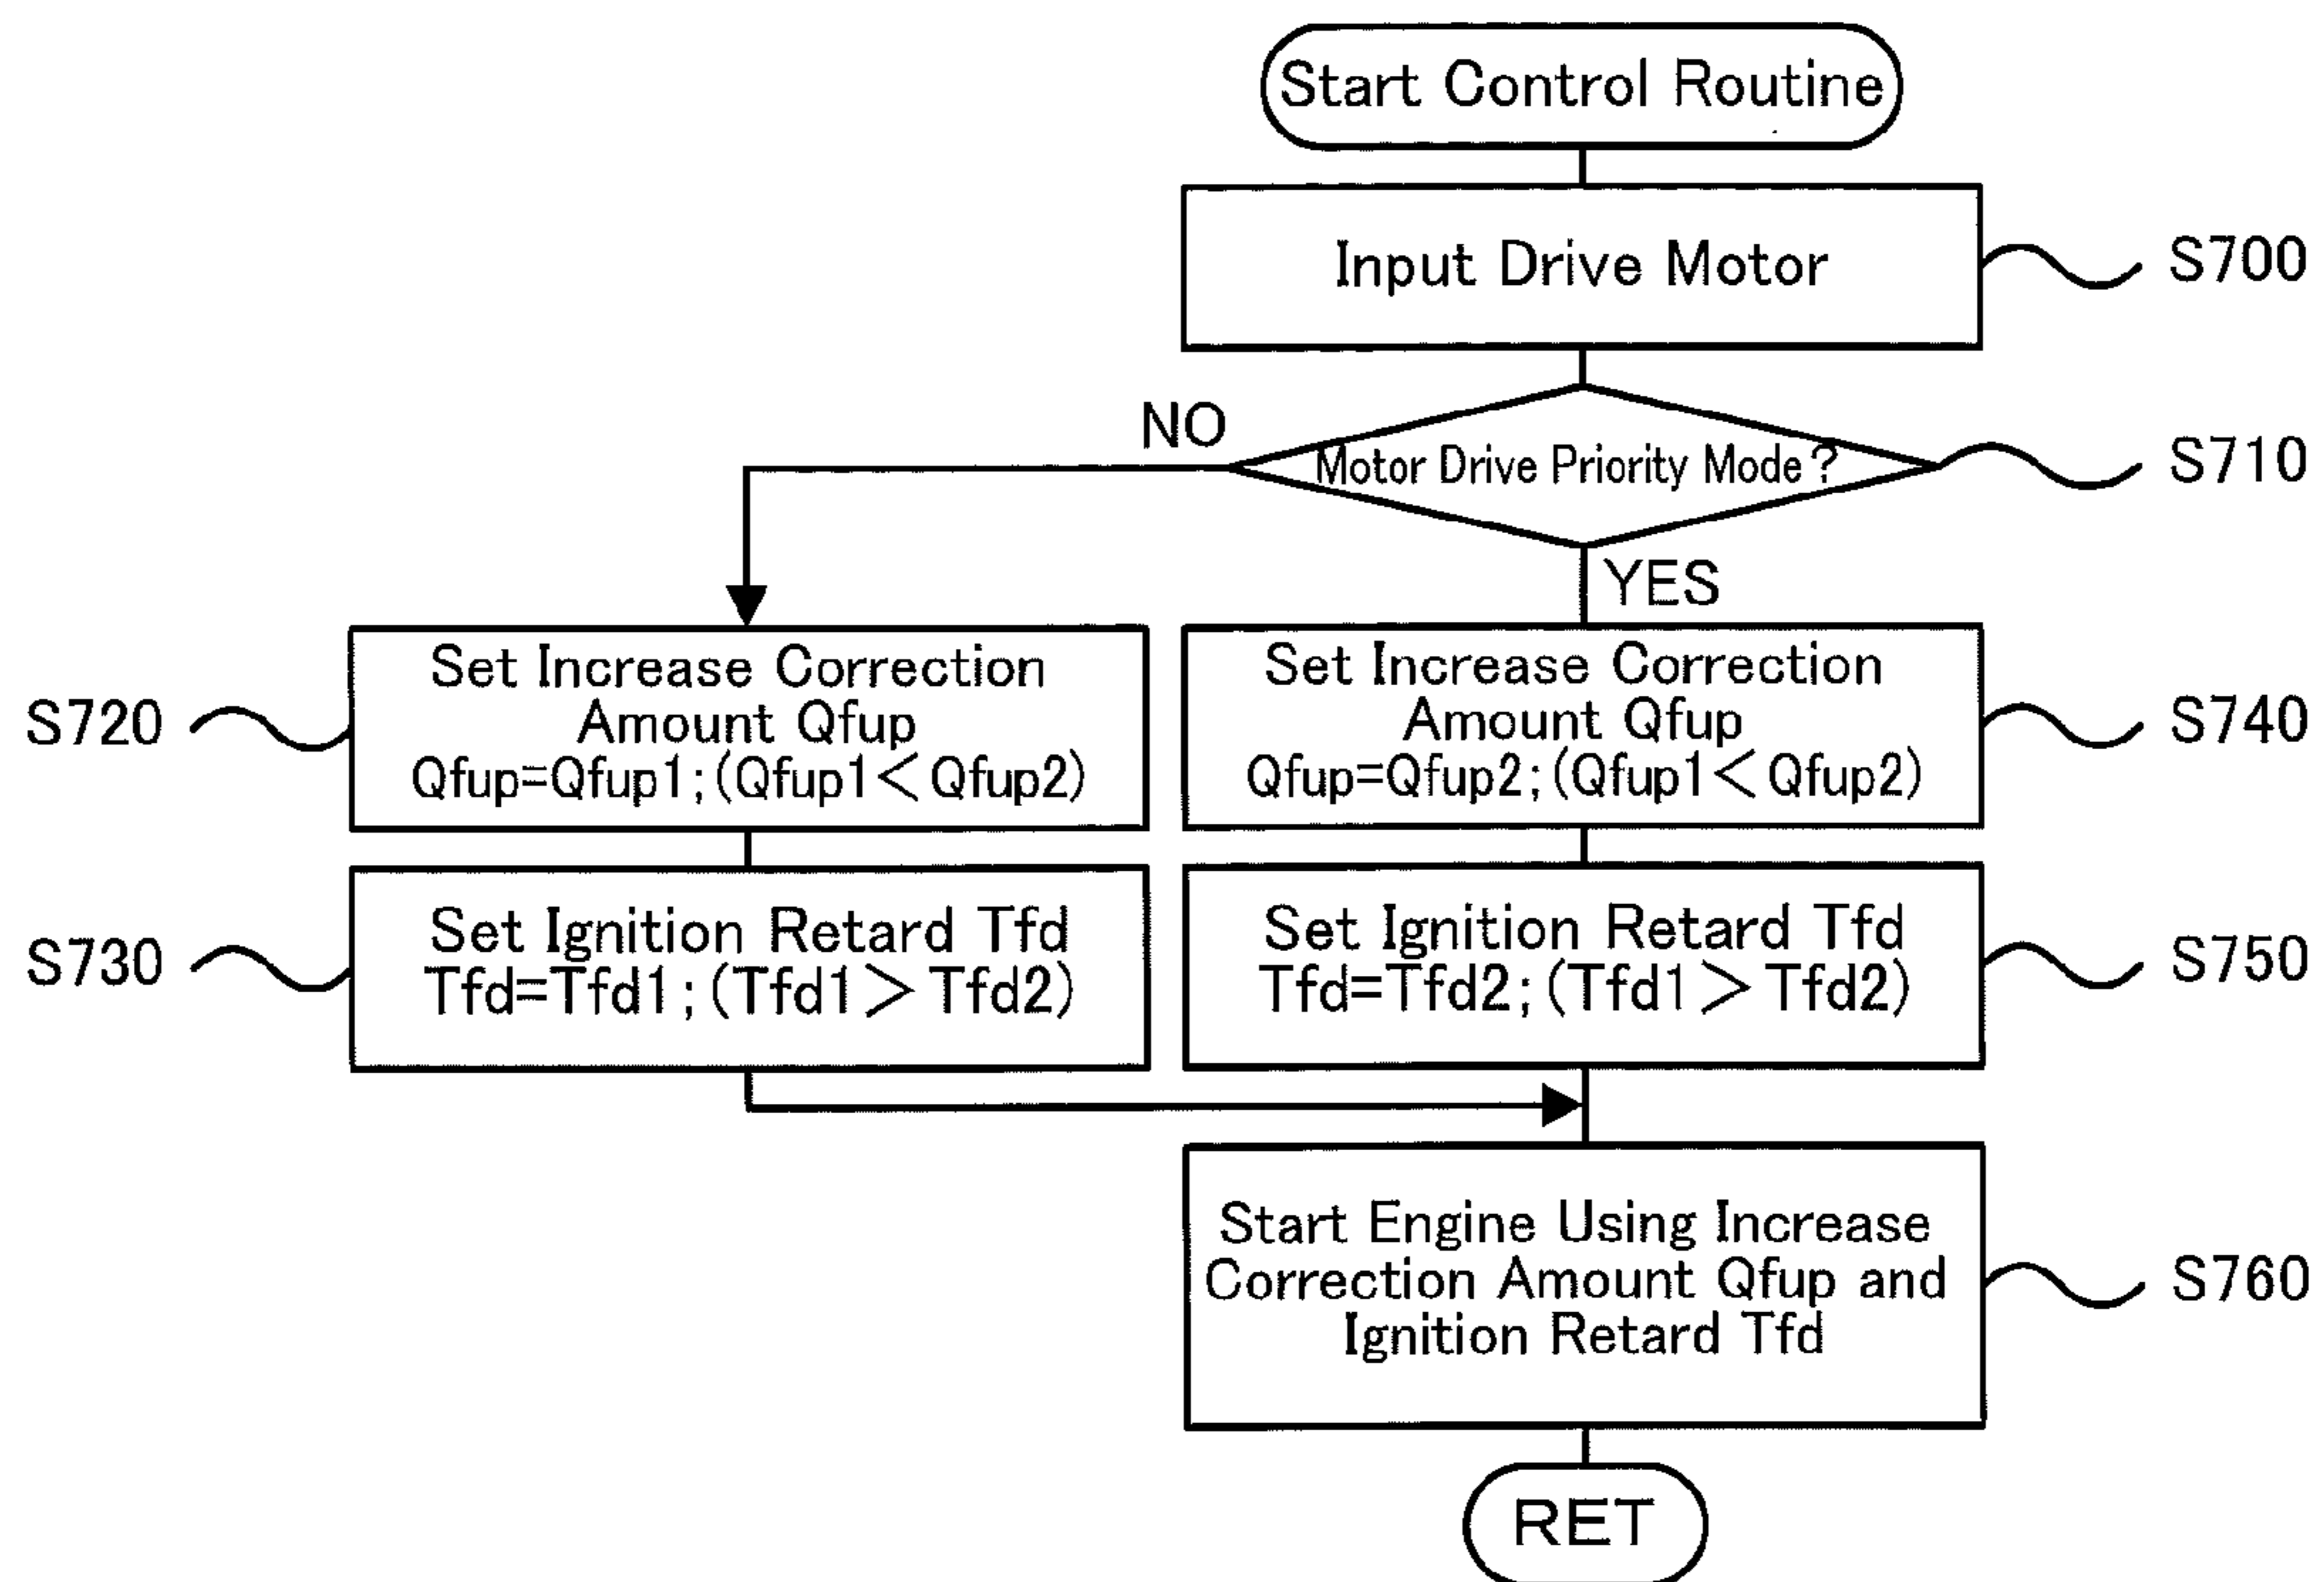 Start Control Routine
Input Drive Motor
S700
Motor Drive Priority Mode?
S710
NO
YES
Set Increase Correction
Amount Qfup
Qfup=Qfup1;(Qfup1<Qfup2)
S720
Set Increase Correction
Amount Qfup
Qfup=Qfup2;(Qfup1<Qfup2)
S740
Set Ignition Retard Tfd
Tfd=Tfd1;(Tfd1>Tfd2)
S730
Set Ignition Retard Tfd
Tfd=Tfd2;(Tfd1>Tfd2)
S750
Start Engine Using Increase
Correction Amount Qfup and
Ignition Retard Tfd
S760
RET